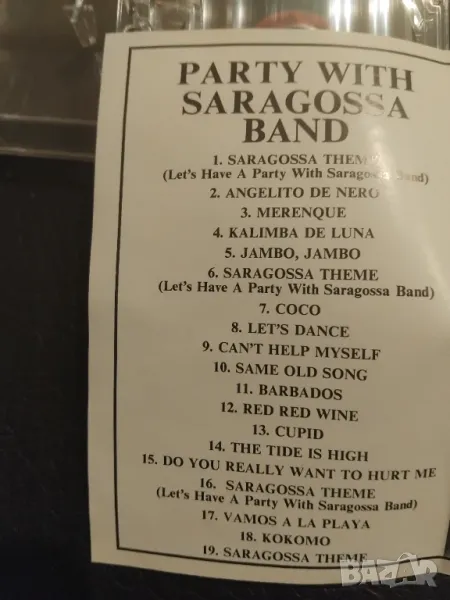 PARTY WITH
SARAGOSSA
BAND
1. SARAGOSSA THEME
(Let's Have A Party With Saragossa Band)
2. ANGELITO DE NERO
3. MERENQUE
4. KALIMBA DE LUNA
5. JAMBO, JAMBO
6. SARAGOSSA THEME
(Let's Have A Party With Saragossa Band)
7. COCO
8. LET'S DANCE
9. CAN'T HELP MYSELF
10. SAME OLD SONG
11. BARBADOS
12. RED RED WINE
13. CUPID
14. THE TIDE IS HIGH
15. DO YOU REALLY WANT TO HURT ME
16. SARAGOSSA THEME
(Let's Have A Party With Saragossa Band)
17. VAMOS A LA PLAYA
18. KOKOMO
19. SARAGOSSA THEME
BAZAR